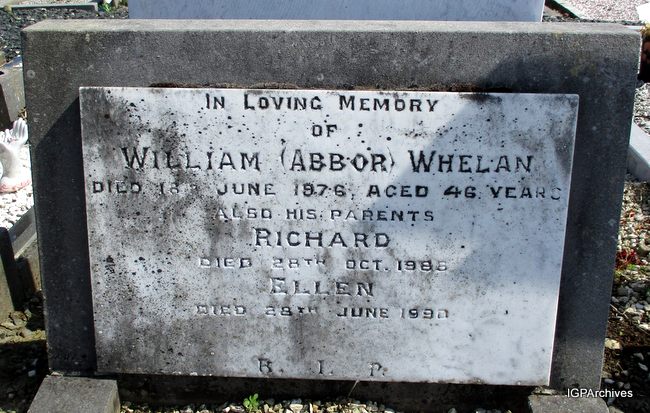 IN LOVING MEMORY
OF
WILLIAM (ABBOR) WHELAN
DIED JUNE 1976, AGED 46 YEARS
ALSO HIS PARENTS
RICHARD
DIED 28TH OCT. 1986
ELLEN
DIED 28TH JUNE 1990
R. I. P.
IGPArchives